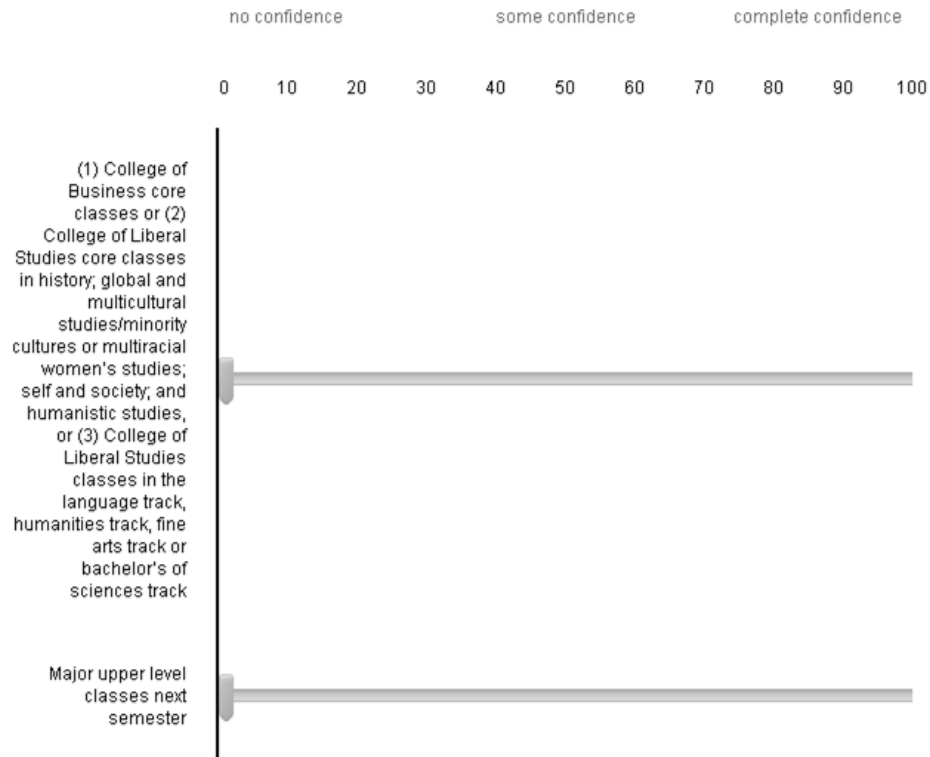 no confidence some confidence complete confidence
0 10 20 30 40 50 60 70 80 90 100
(1) College of
Business core
classes or (2)
College of Liberal
Studies core classes
in history; global and
multicultural
studies/minority
cultures or multiracial
women's studies;
self and society; and
humanistic studies,
or (3) College of
Liberal Studies
classes in the
language track,
humanities track, fine
arts track or
bachelor's of
sciences track
Major upper level
classes next
semester